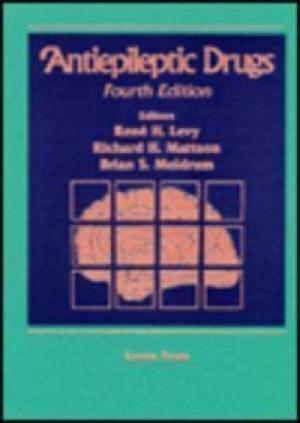 Antiepileptic Drugs
Fourth Edition
Editors
René H. Levy
Richard H. Mattson
Brian S. Meldrum
Raven Press